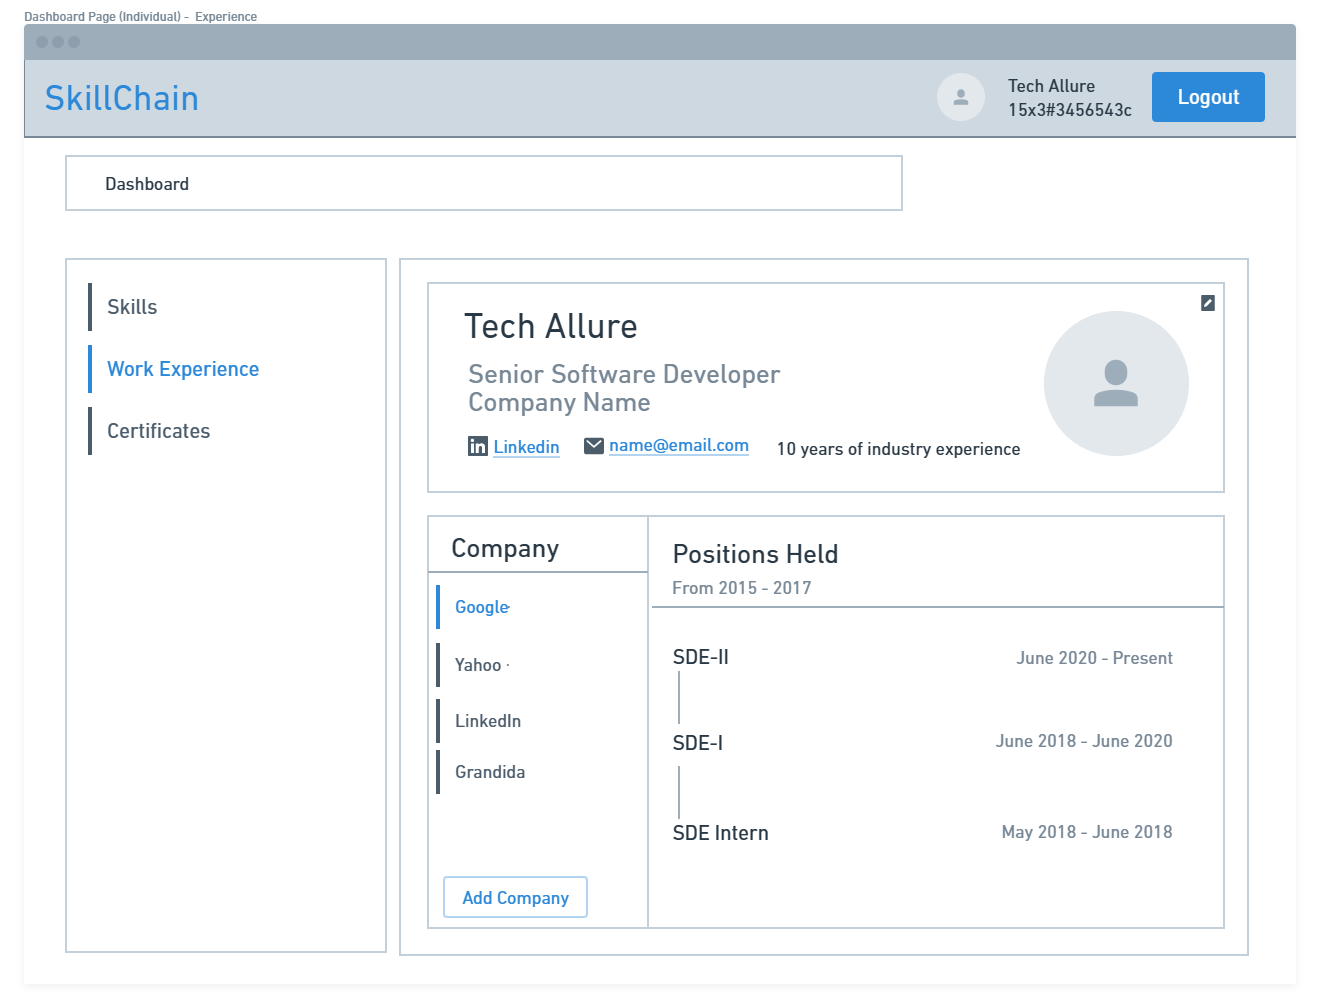 Dashboard Page (Individual) - Experience
SkillChain
Tech Allure
15x3#3456543c
Logout
Dashboard
Skills
Work Experience
Certificates
Tech Allure
Senior Software Developer
Company Name
Linkedin
name@email.com
10 years of industry experience
Company
Google
Yahoo
LinkedIn
Grandida
Add Company
Positions Held
From 2015 - 2017
SDE-II
June 2020 - Present
SDE-I
June 2018 - June 2020
SDE Intern
May 2018 - June 2018